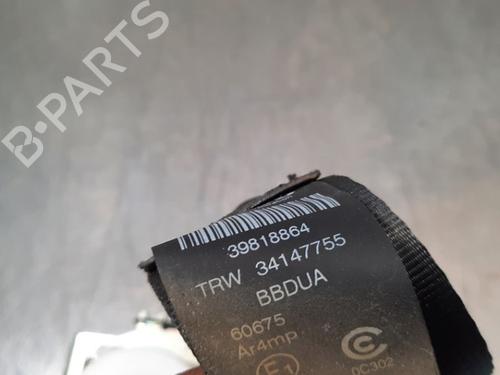 B-PARTS
39818864
TRW 34147755
BBDUA
60675
Ar4mp
E1
0C302